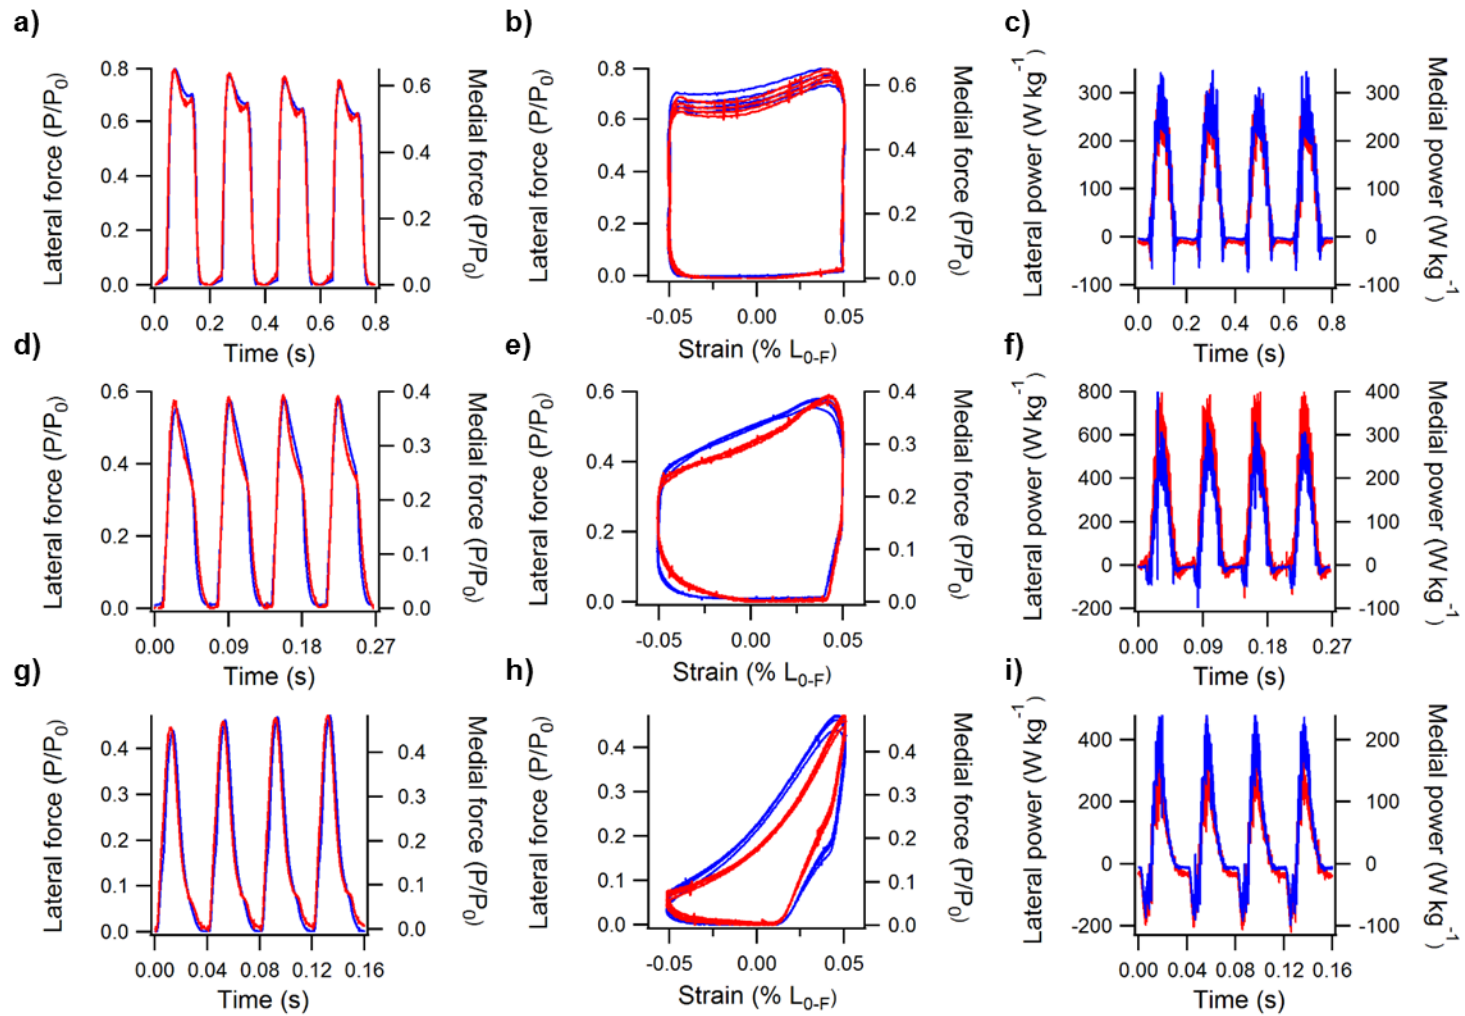 a)
Lateral force (P/P0)
0.8
0.6
0.4
0.2
0.0
0.6
0.4
0.2
0.0
Medial force (P/P0)
0.0 0.2 0.4 0.6 0.8
Time (s)
b)
Lateral force (P/P0)
0.8
0.6
0.4
0.2
0.0
0.6
0.4
0.2
0.0
Medial force (P/P0)
-0.05 0.00 0.05
Strain (% L0-F)
c)
Lateral power (W kg-1)
300
200
100
0
-100
300
200
100
0
-100
Medial power (W kg-1)
0.0 0.2 0.4 0.6 0.8
Time (s)
d)
Lateral force (P/P0)
0.6
0.4
0.2
0.0
0.4
0.3
0.2
0.1
0.0
Medial force (P/P0)
0.00 0.09 0.18 0.27
Time (s)
e)
Lateral force (P/P0)
0.6
0.4
0.2
0.0
0.4
0.3
0.2
0.1
0.0
Medial force (P/P0)
-0.05 0.00 0.05
Strain (% L0-F)
f)
Lateral power (W kg-1)
800
600
400
200
0
-200
400
300
200
100
0
-100
Medial power (W kg-1)
0.00 0.09 0.18 0.27
Time (s)
g)
Lateral force (P/P0)
0.4
0.3
0.2
0.1
0.0
0.4
0.3
0.2
0.1
0.0
Medial force (P/P0)
0.00 0.04 0.08 0.12 0.16
Time (s)
h)
Lateral force (P/P0)
0.4
0.3
0.2
0.1
0.0
0.4
0.3
0.2
0.1
0.0
Medial force (P/P0)
-0.05 0.00 0.05
Strain (% L0-F)
i)
Lateral power (W kg-1)
400
200
0
-200
200
100
0
-100
Medial power (W kg-1)
0.00 0.04 0.08 0.12 0.16
Time (s)